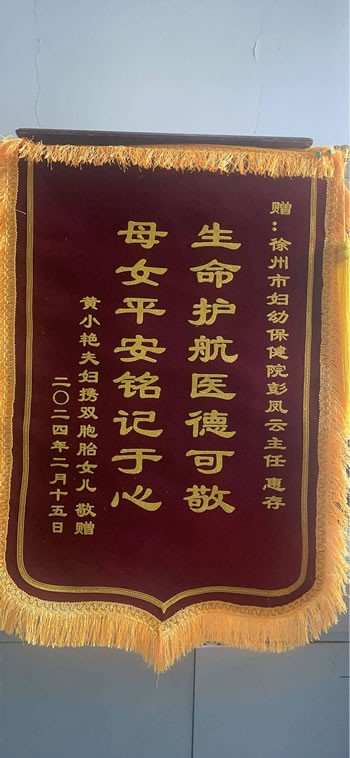 赠：徐州市妇幼保健院彭凤云主任 惠存
生命护航医德可敬
母女平安铭记于心
黄小艳夫妇携双胞胎女儿 敬赠
二〇二四年二月十五日